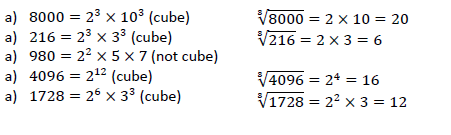 a) 8000 = 2³ × 10³ (cube) ∛8000 = 2 × 10 = 20
a) 216 = 2³ × 3³ (cube) ∛216 = 2 × 3 = 6
a) 980 = 2² × 5 × 7 (not cube)
a) 4096 = 2¹² (cube) ∛4096 = 2⁴ = 16
a) 1728 = 2⁶ × 3³ (cube) ∛1728 = 2² × 3 = 12